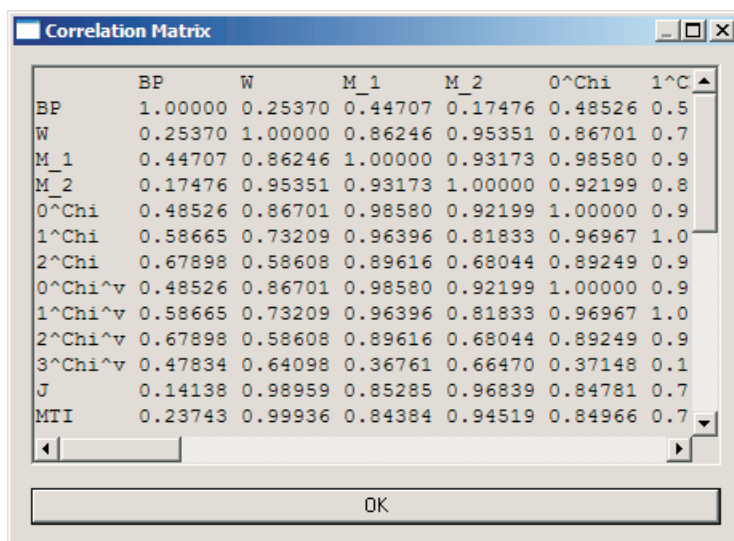 Correlation Matrix
BP W M_1 M_2 0^Chi 1^C
BP 1.00000 0.25370 0.44707 0.17476 0.48526 0.5
W 0.25370 1.00000 0.86246 0.95351 0.86701 0.7
M_1 0.44707 0.86246 1.00000 0.93173 0.98580 0.9
M_2 0.17476 0.95351 0.93173 1.00000 0.92199 0.8
0^Chi 0.48526 0.86701 0.98580 0.92199 1.00000 0.9
1^Chi 0.58665 0.73209 0.96396 0.81833 0.96967 1.0
2^Chi 0.67898 0.58608 0.89616 0.68044 0.89249 0.9
0^Chi^v 0.48526 0.86701 0.98580 0.92199 1.00000 0.9
1^Chi^v 0.58665 0.73209 0.96396 0.81833 0.96967 1.0
2^Chi^v 0.67898 0.58608 0.89616 0.68044 0.89249 0.9
3^Chi^v 0.47834 0.64098 0.36761 0.66470 0.37148 0.1
J 0.14138 0.98959 0.85285 0.96839 0.84781 0.7
MTI 0.23743 0.99936 0.84384 0.94519 0.84966 0.7
OK